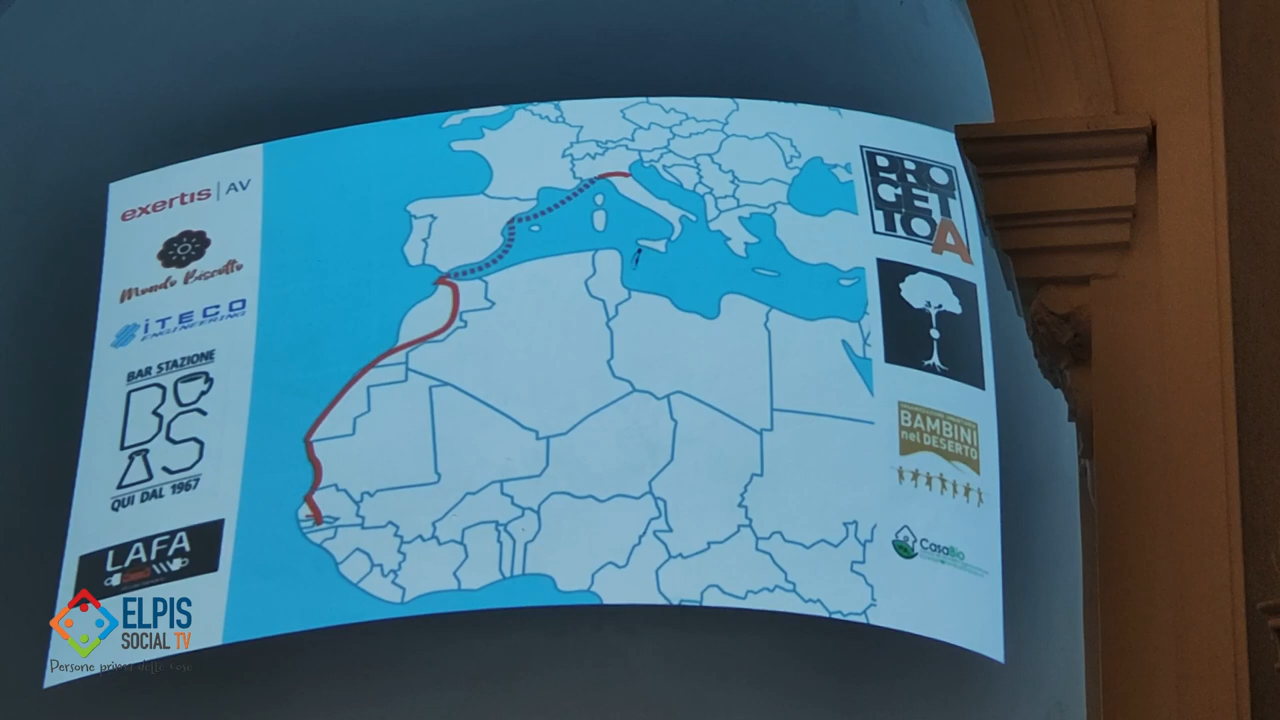 exertis | AV
Mondo Biscotto
iTECO
ENGINEERING
BAR STAZIONE
B S
QUI DAL 1967
LAFA
ELPIS
SOCIAL TV
Persone prima delle cose
PRO
GET
TO
A
BAMBINI
nel DESERTO
CasaBio